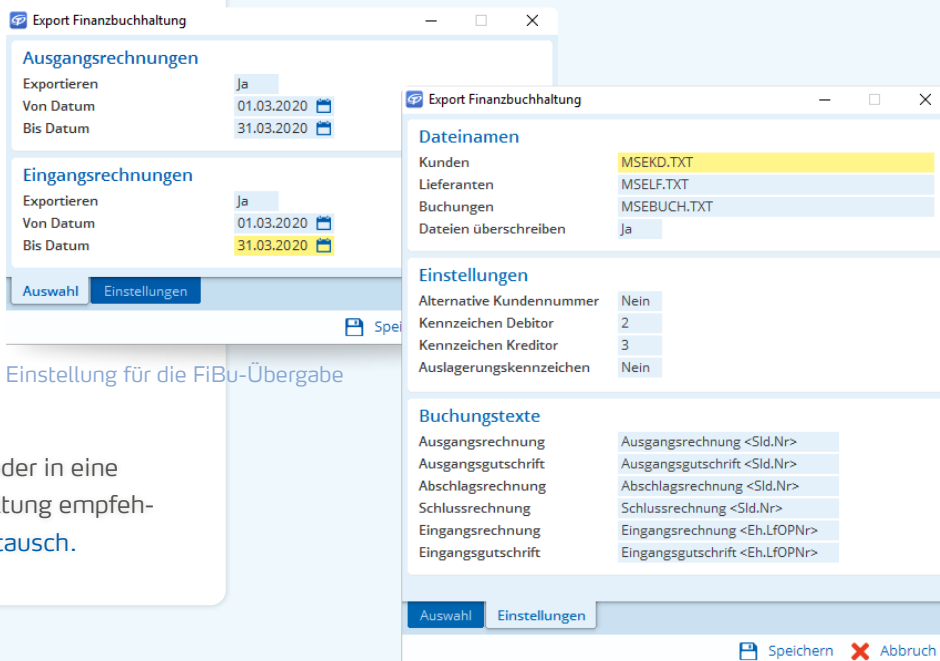 Export Finanzbuchhaltung
Ausgangsrechnungen
Exportieren Ja
Von Datum 01.03.2020
Bis Datum 31.03.2020
Eingangsrechnungen
Exportieren Ja
Von Datum 01.03.2020
Bis Datum 31.03.2020
Auswahl Einstellungen
Spei
Einstellung für die FiBu-Übergabe
der in eine
tung empfeh-
tausch.
Export Finanzbuchhaltung
Dateinamen
Kunden MSEKD.TXT
Lieferanten MSELF.TXT
Buchungen MSEBUCH.TXT
Dateien überschreiben Ja
Einstellungen
Alternative Kundennummer Nein
Kennzeichen Debitor 2
Kennzeichen Kreditor 3
Auslagerungskennzeichen Nein
Buchungstexte
Ausgangsrechnung Ausgangsrechnung <Sld.Nr>
Ausgangsgutschrift Ausgangsgutschrift <Sld.Nr>
Abschlagsrechnung Abschlagsrechnung <Sld.Nr>
Schlussrechnung Schlussrechnung <Sld.Nr>
Eingangsrechnung Eingangsrechnung <Eh.LfOPNr>
Eingangsgutschrift Eingangsgutschrift <Eh.LfOPNr>
Auswahl Einstellungen
Speichern Abbruch